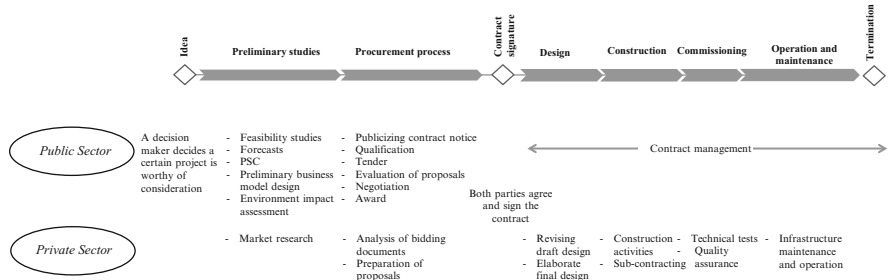 Idea
Preliminary studies
Procurement process
Contract
signature
Design
Construction
Commissioning
Operation and
maintenance
Termination
Public Sector
A decision
maker decides a
certain project is
worthy of
consideration
- Feasibility studies
- Forecasts
- PSC
- Preliminary business
model design
- Environment impact
assessment
- Publicizing contract notice
- Qualification
- Tender
- Evaluation of proposals
- Negotiation
- Award
Both parties agree
and sign the
contract
Contract management
Private Sector
- Market research
- Analysis of bidding
documents
- Preparation of
proposals
- Revising
draft design
- Elaborate
final design
- Construction
activities
- Sub-contracting
- Technical tests
- Quality
assurance
- Infrastructure
maintenance
and operation